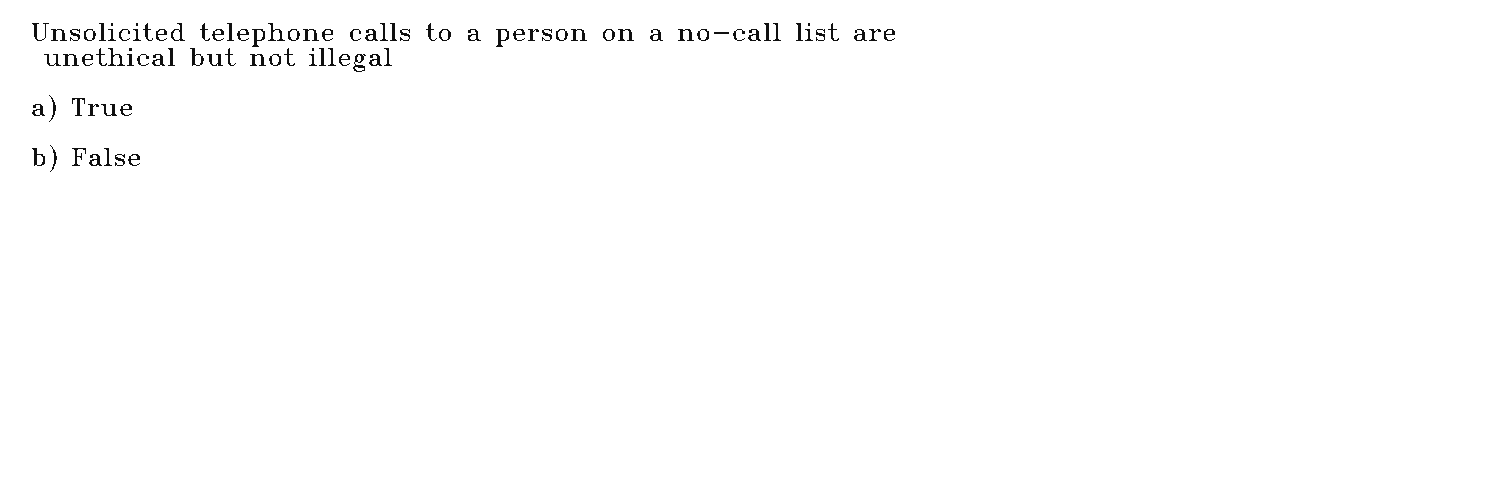 Unsolicited telephone calls to a person on a no-call list are
unethical but not illegal
a) True
b) False